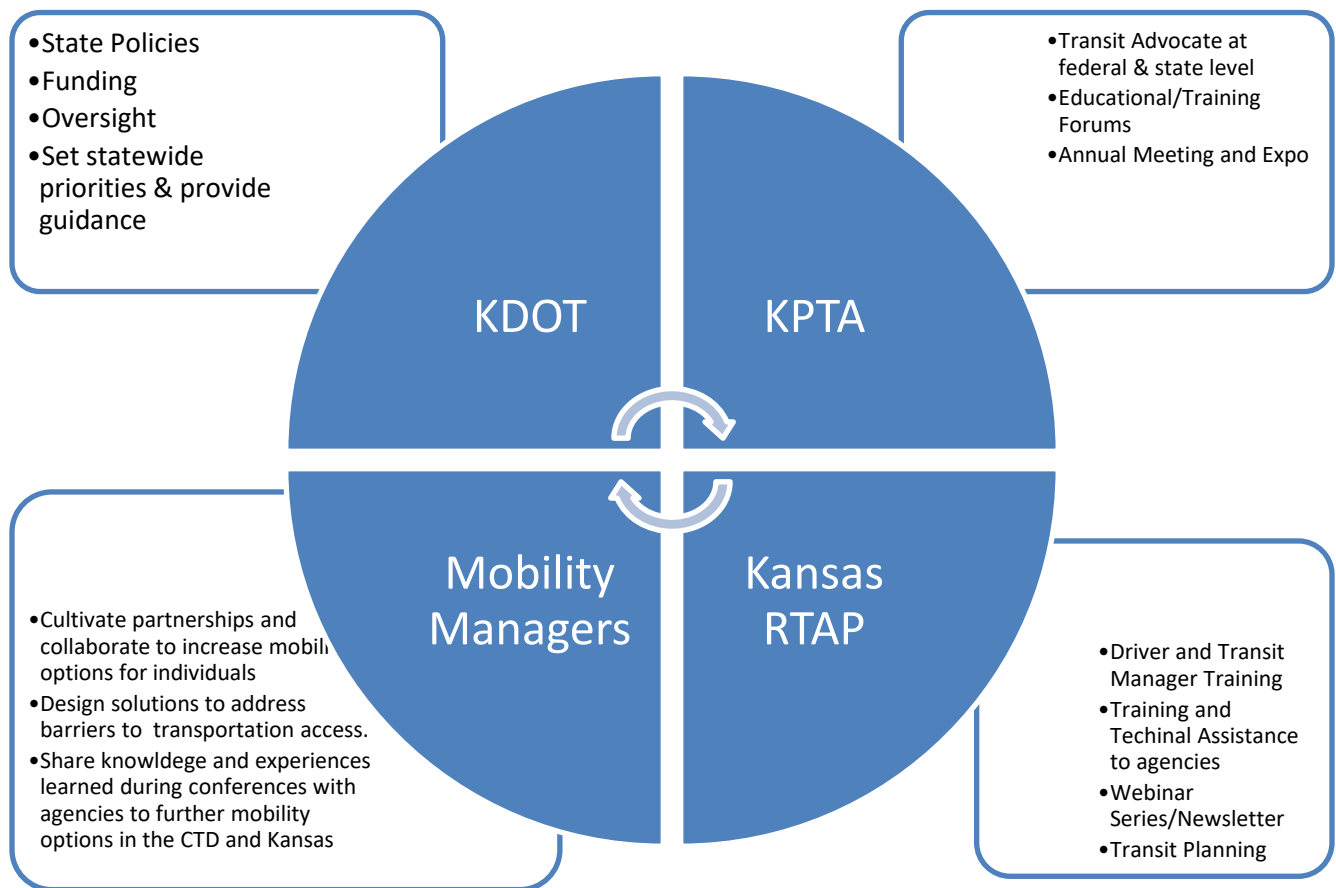 •State Policies
•Funding
•Oversight
•Set statewide
priorities & provide
guidance
•Transit Advocate at
federal & state level
•Educational/Training
Forums
•Annual Meeting and Expo
KDOT
KPTA
Mobility
Managers
Kansas
RTAP
•Cultivate partnerships and
collaborate to increase
options for individuals
•Design solutions to address
barriers to transportation access.
•Share knowldege and experiences
learned during conferences with
agencies to further mobility
options in the CTD and Kansas
•Driver and Transit
Manager Training
•Training and
Techinal Assistance
to agencies
•Webinar
Series/Newsletter
•Transit Planning